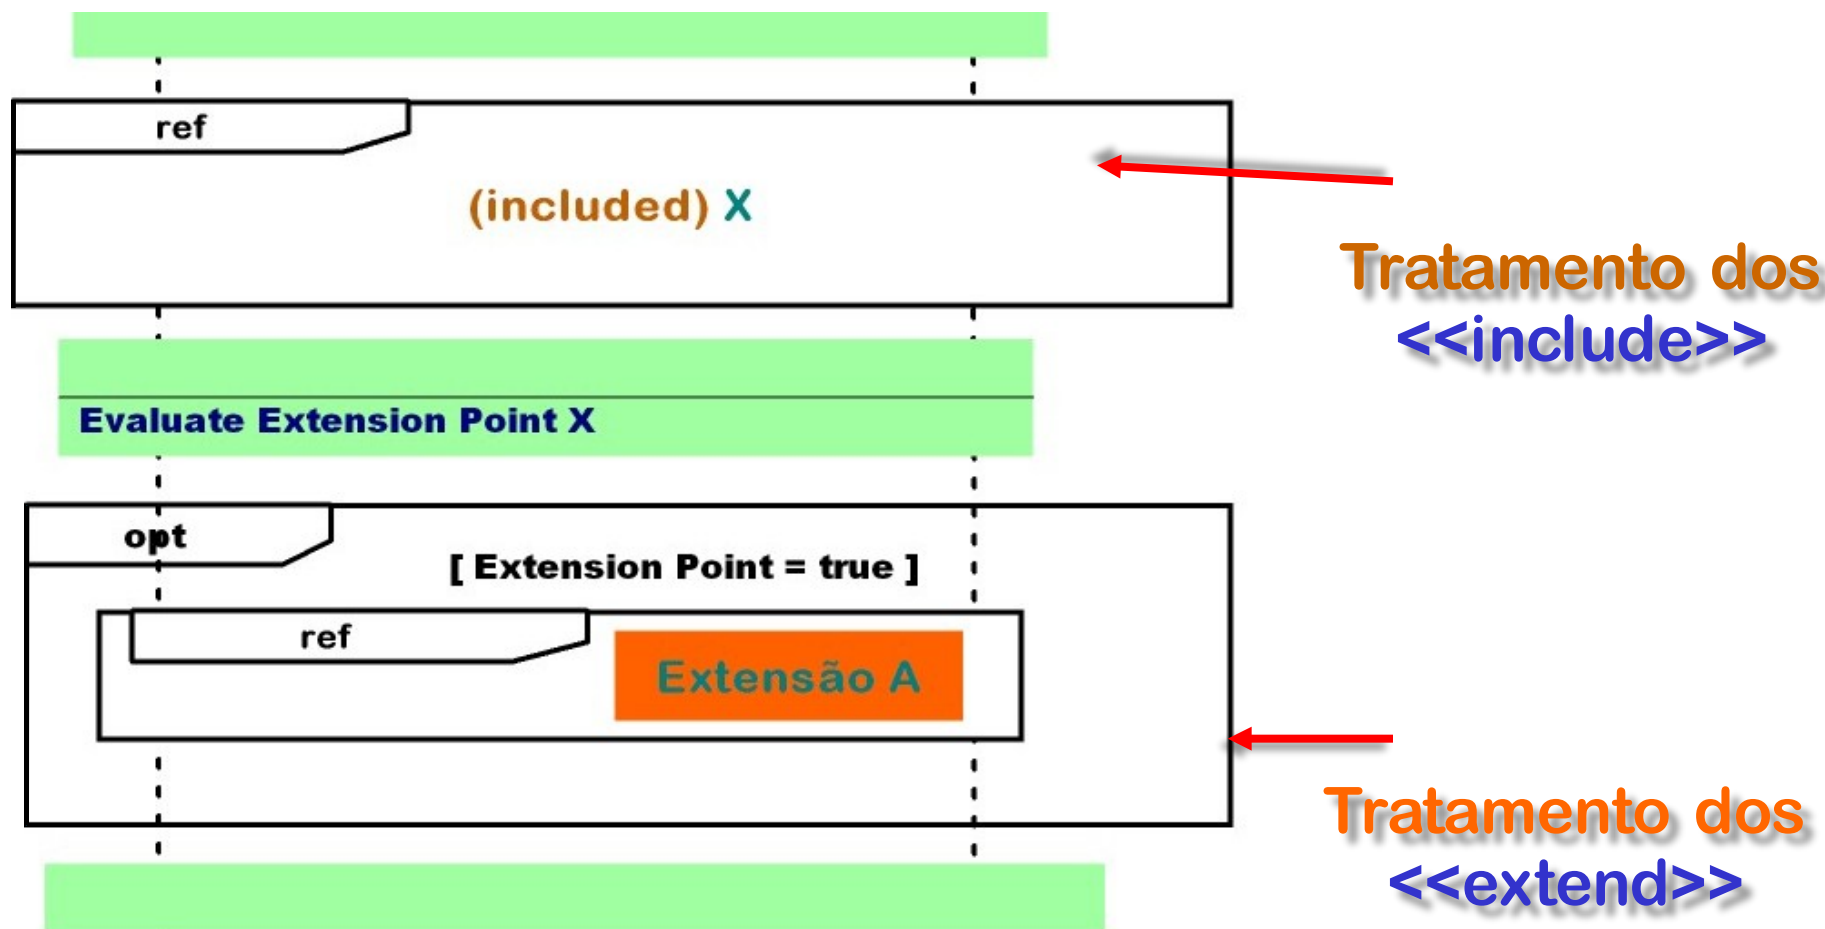 ref
(included) X
Tratamento dos
<<include>>
Evaluate Extension Point X
opt
[ Extension Point = true ]
ref
Extensão A
Tratamento dos
<<extend>>